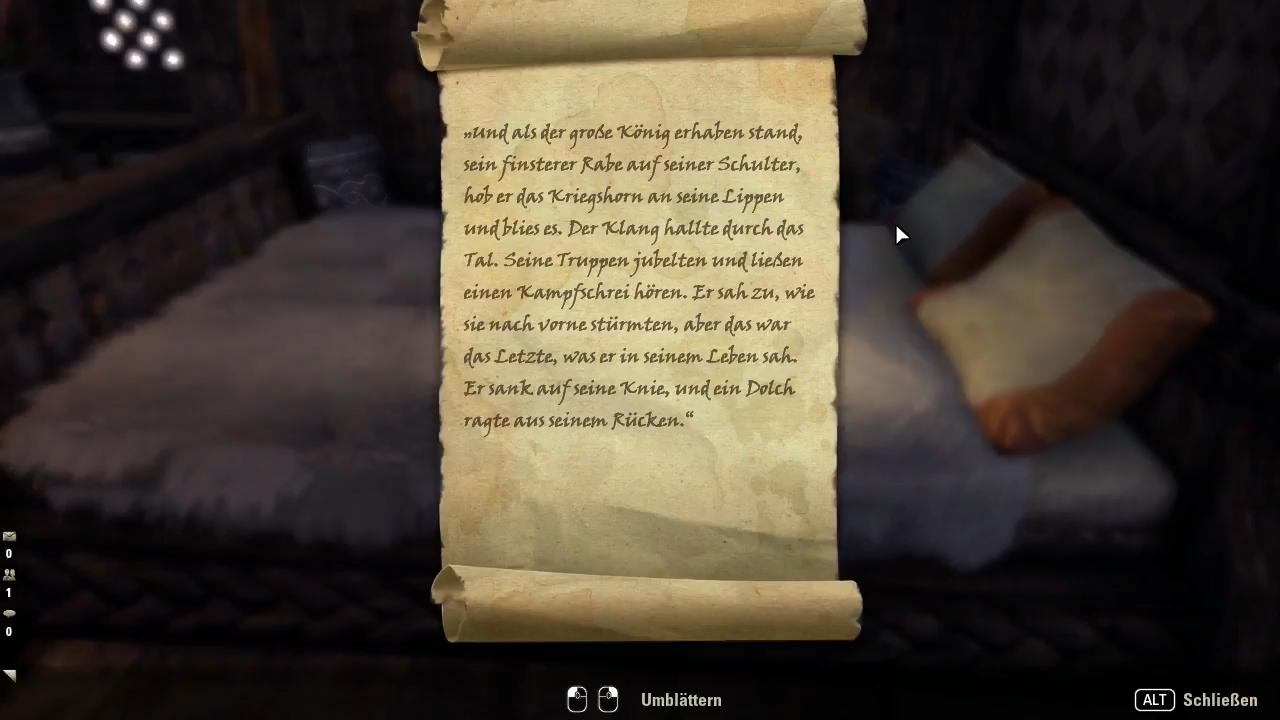 „Und als der große König erhaben stand,
sein finsterer Rabe auf seiner Schulter,
hob er das Kriegshorn an seine Lippen
und blies es. Der Klang hallte durch das
Tal. Seine Truppen jubelten und ließen
einen Kampfschrei hören. Er sah zu, wie
sie nach vorne stürmten, aber das war
das Letzte, was er in seinem Leben sah.
Er sank auf seine Knie, und ein Dolch
ragte aus seinem Rücken.“
0
1
0
Umblättern
ALT Schließen